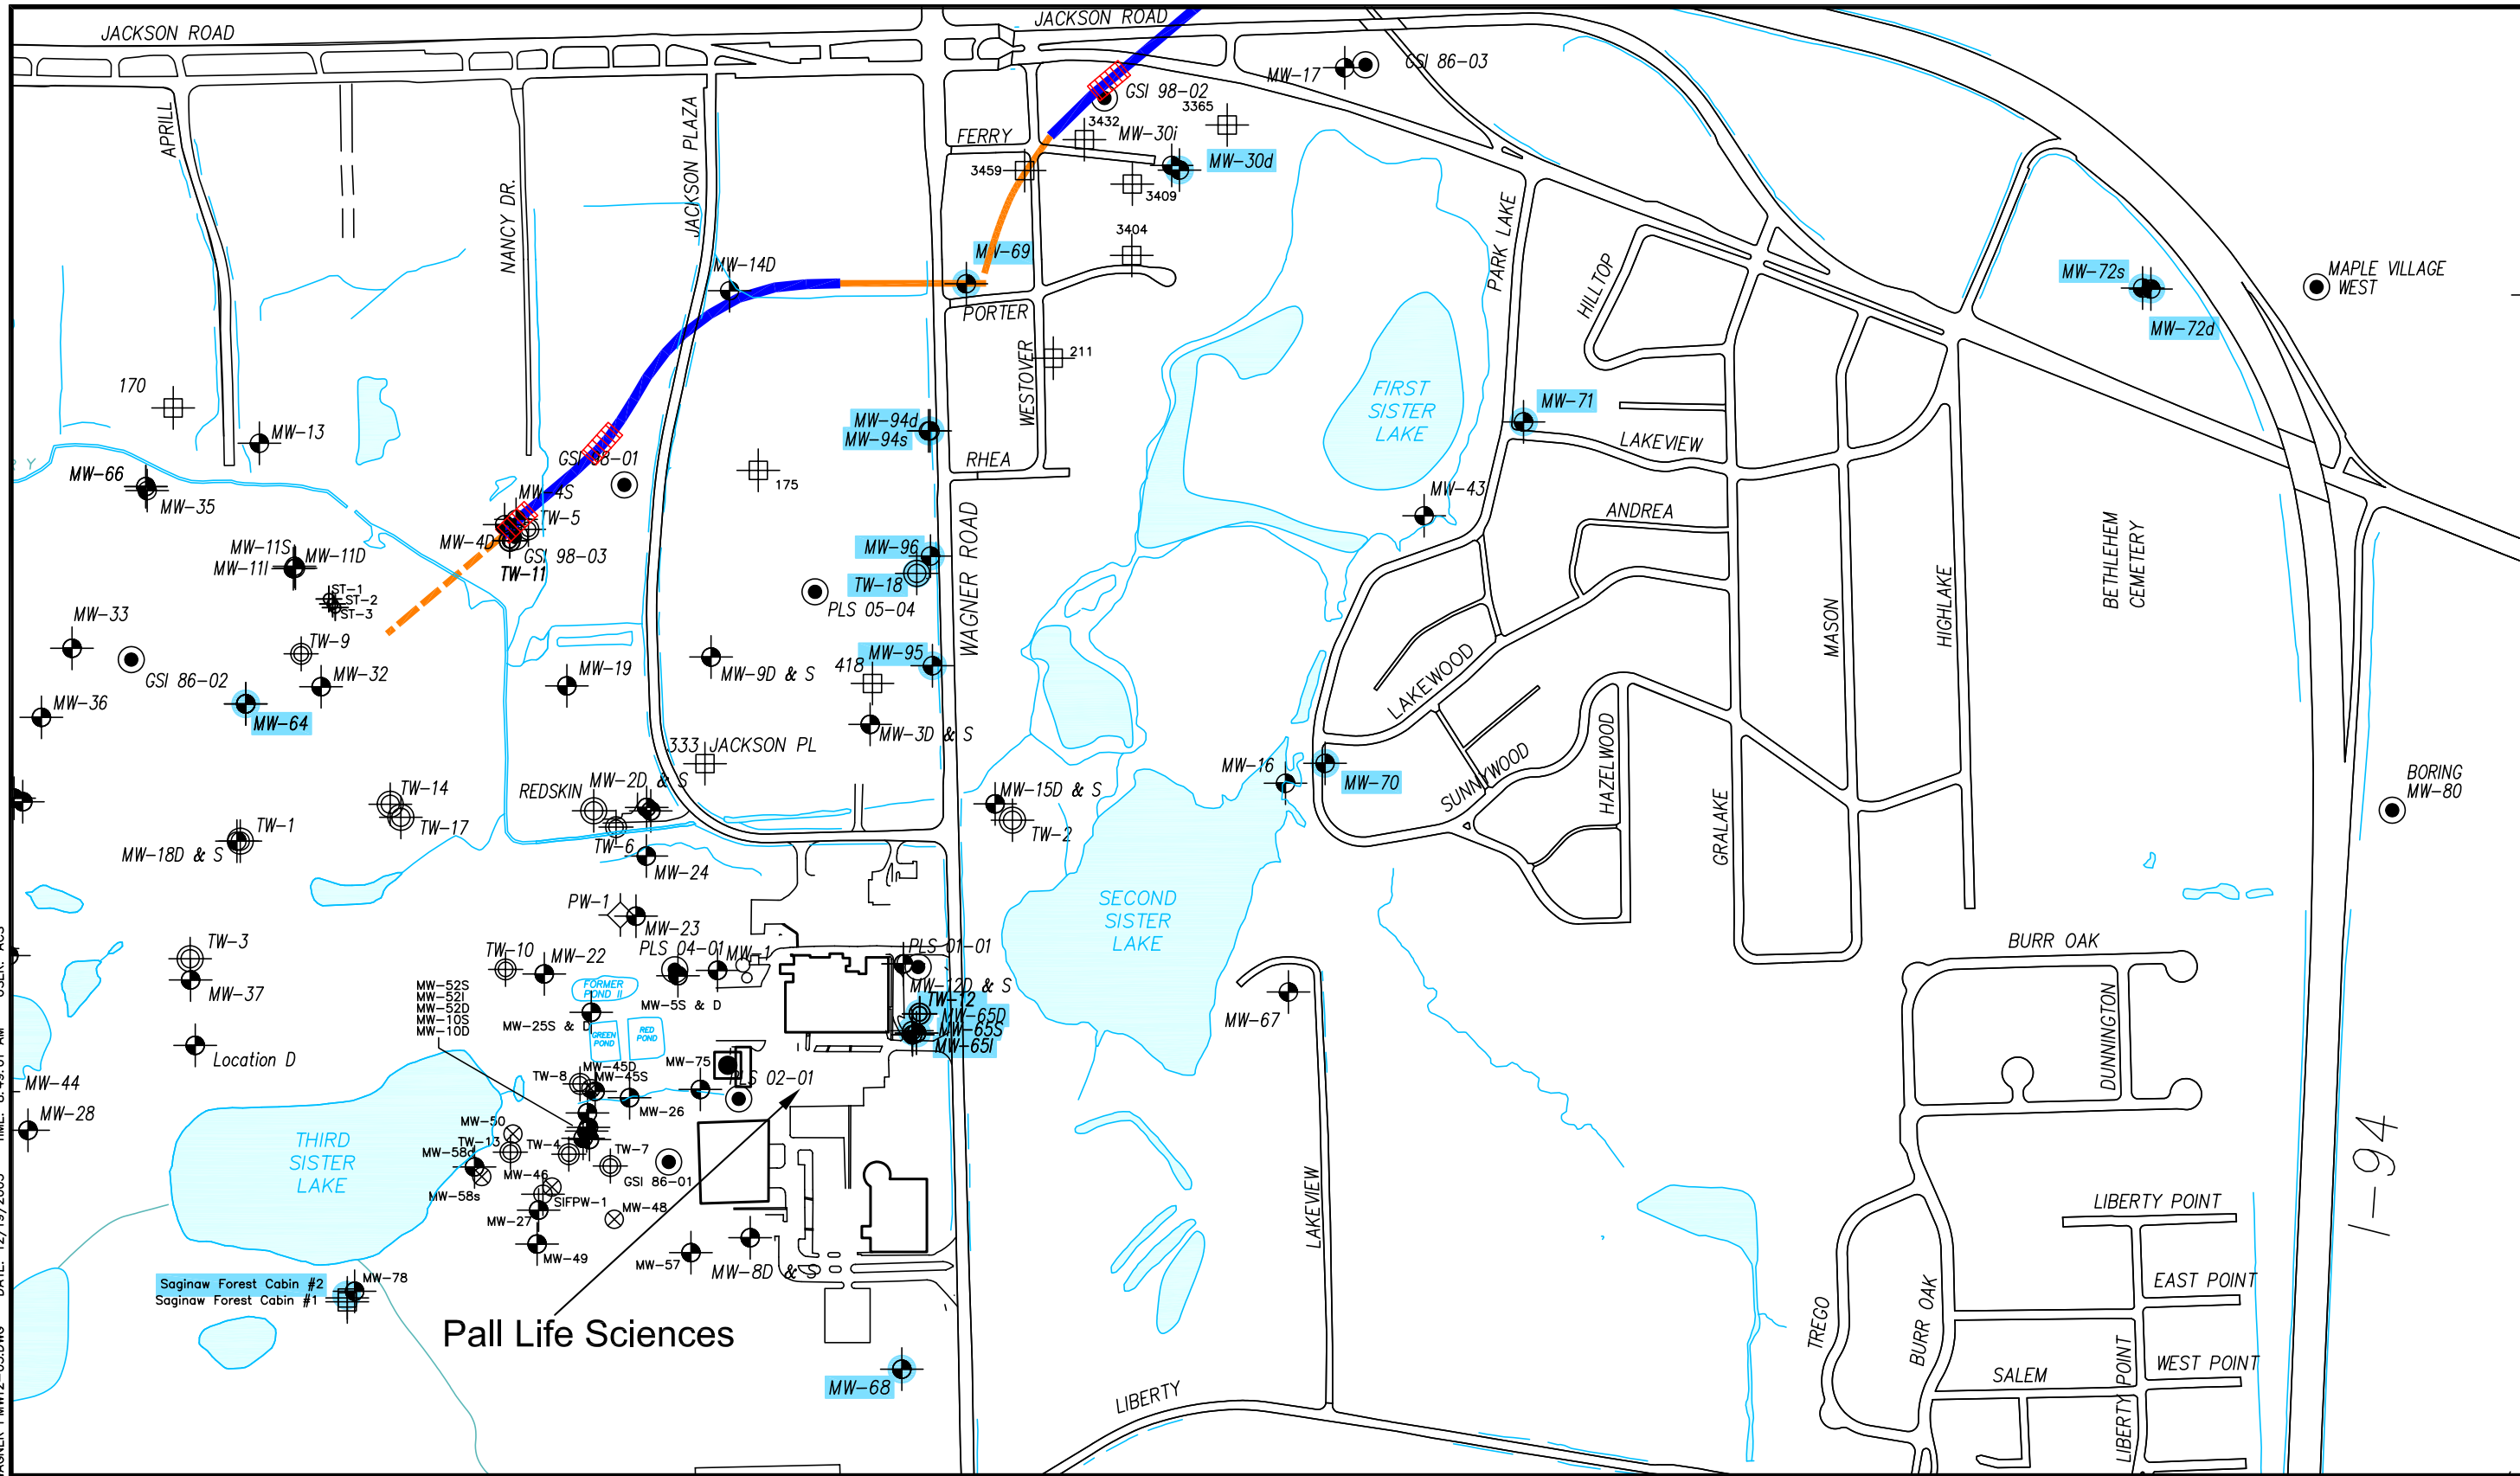 JACKSON ROAD
JACKSON ROAD
APRILL
NANCY DR.
JACKSON PLAZA
FERRY
GSI 98-02
MW-17
GSI 86-03
3365
3432
MW-30i
MW-30d
3459
3409
3404
MW-69
MW-14D
PORTER
PARK LAKE
HILLTOP
MW-72s
MAPLE VILLAGE
WEST
MW-72d
WESTOVER
211
170
MW-13
FIRST
SISTER
LAKE
MW-71
MW-94d
MW-94s
LAKEVIEW
RHEA
MW-66
MW-35
GSI 98-01
175
MW-4S
TW-5
MW-4D
GSI 98-03
TW-11
MW-43
ANDREA
MW-11S
MW-11D
MW-11I
MW-96
TW-18
WAGNER ROAD
BETHLEHEM
CEMETERY
ST-1
ST-2
ST-3
PLS 05-04
MW-33
TW-9
GSI 86-02
MW-32
MW-19
MW-9D & S
MW-95
418
MASON
HIGHLAKE
LAKEWOOD
MW-36
MW-64
MW-3D & S
333 JACKSON PL
MW-16
MW-70
SUNNYWOOD
HAZELWOOD
GRALAKE
BORING
MW-80
REDSKIN
MW-2D & S
TW-14
TW-17
TW-6
MW-24
MW-15D & S
TW-2
TW-1
MW-18D & S
PW-1
MW-23
SECOND
SISTER
LAKE
TW-3
MW-37
TW-10
MW-22
PLS 04-01
MW-1
PLS 01-01
BURR OAK
FORMER
POND II
MW-5S & D
MW-12D & S
TW-12
MW-65D
MW-65S
MW-65I
MW-52S
MW-52I
MW-52D
MW-10S
MW-10D
MW-25S & D
GREEN
POND
RED
POND
MW-67
DUNNINGTON
Location D
MW-44
MW-28
MW-75
MW-45D
TW-8
MW-45S
PLS 02-01
MW-26
THIRD
SISTER
LAKE
MW-50
TW-13
TW-4
TW-7
MW-58d
MW-46
GSI 86-01
MW-58s
SIFPW-1
MW-48
MW-27
MW-49
MW-57
MW-8D & S
LAKEVIEW
I-94
LIBERTY POINT
EAST POINT
WEST POINT
SALEM
TREGO
BURR OAK
LIBERTY POINT
Saginaw Forest Cabin #2
MW-78
Saginaw Forest Cabin #1
Pall Life Sciences
MW-68
LIBERTY